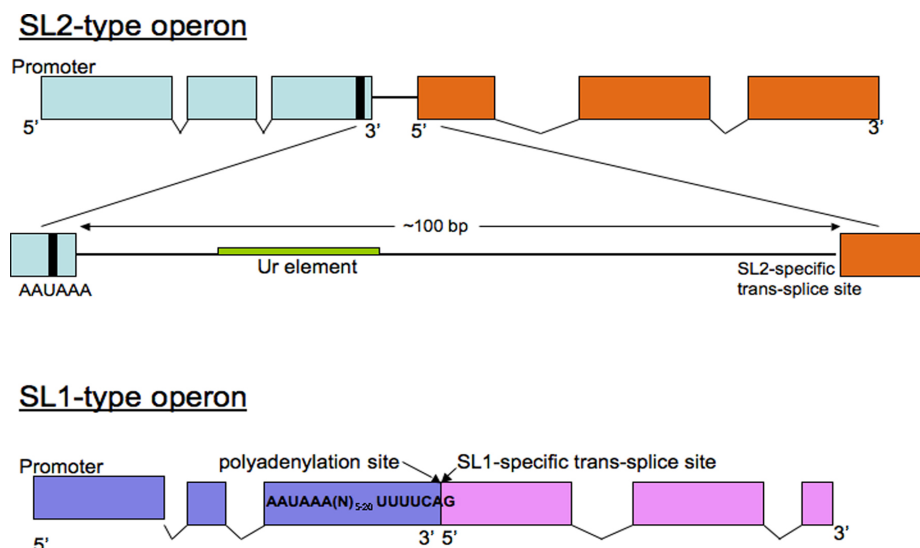 SL2-type operon
Promoter
5’ 3’ 5’ 3’
~100 bp
Ur element
AAUAAA
SL2-specific
trans-splice site
SL1-type operon
Promoter
polyadenylation site SL1-specific trans-splice site
AAUAAA(N)5-20 UUUUCAG
5’ 3’ 5’ 3’